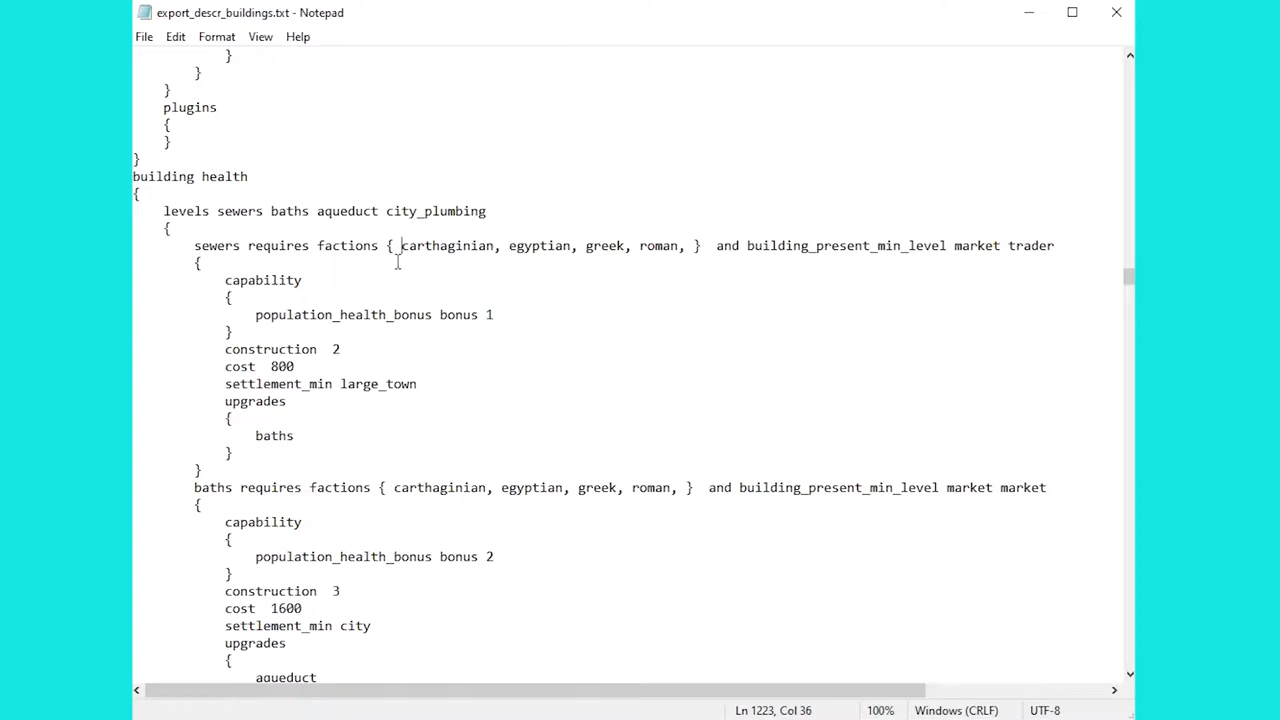 export_descr_buildings.txt - Notepad
File Edit Format View Help
}
}
}
plugins
{
}
}
building health
{
levels sewers baths aqueduct city_plumbing
{
sewers requires factions { carthaginian, egyptian, greek, roman, }  and building_present_min_level market trader
{
capability
{
population_health_bonus bonus 1
}
construction  2
cost  800
settlement_min large_town
upgrades
{
baths
}
}
baths requires factions { carthaginian, egyptian, greek, roman, }  and building_present_min_level market market
{
capability
{
population_health_bonus bonus 2
}
construction  3
cost  1600
settlement_min city
upgrades
{
aqueduct
Ln 1223, Col 36 100% Windows (CRLF) UTF-8